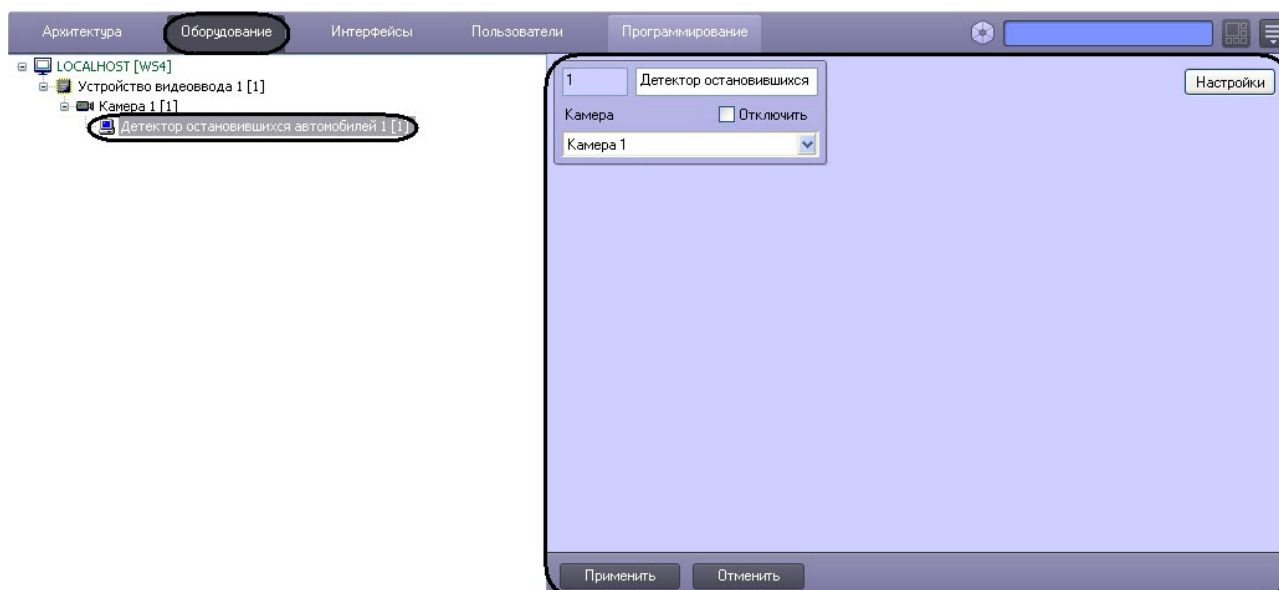 Архитектура Оборудование Интерфейсы Пользователи Программирование
LOCALHOST [WS4]
Устройство видеоввода 1 [1]
Камера 1 [1]
Детектор остановившихся автомобилей 1 [1]
1 Детектор остановившихся
Настройки
Камера Отключить
Камера 1
Применить Отменить